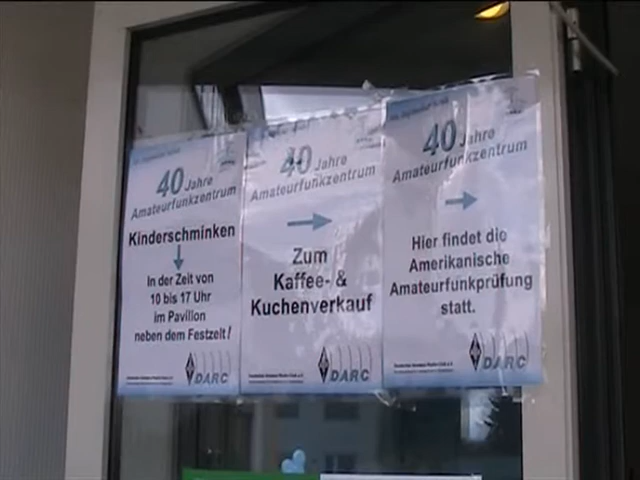 40 Jahre
Amateurfunkzentrum
Kinderschminken
In der Zeit von
10 bis 17 Uhr
im Pavilion
neben dem Festzelt!
DARC
40 Jahre
Amateurfunkzentrum
Zum
Kaffee- &
Kuchenverkauf
DARC
40 Jahre
Amateurfunkzentrum
Hier findet die
Amerikanische
Amateurfunkprüfung
statt.
DARC